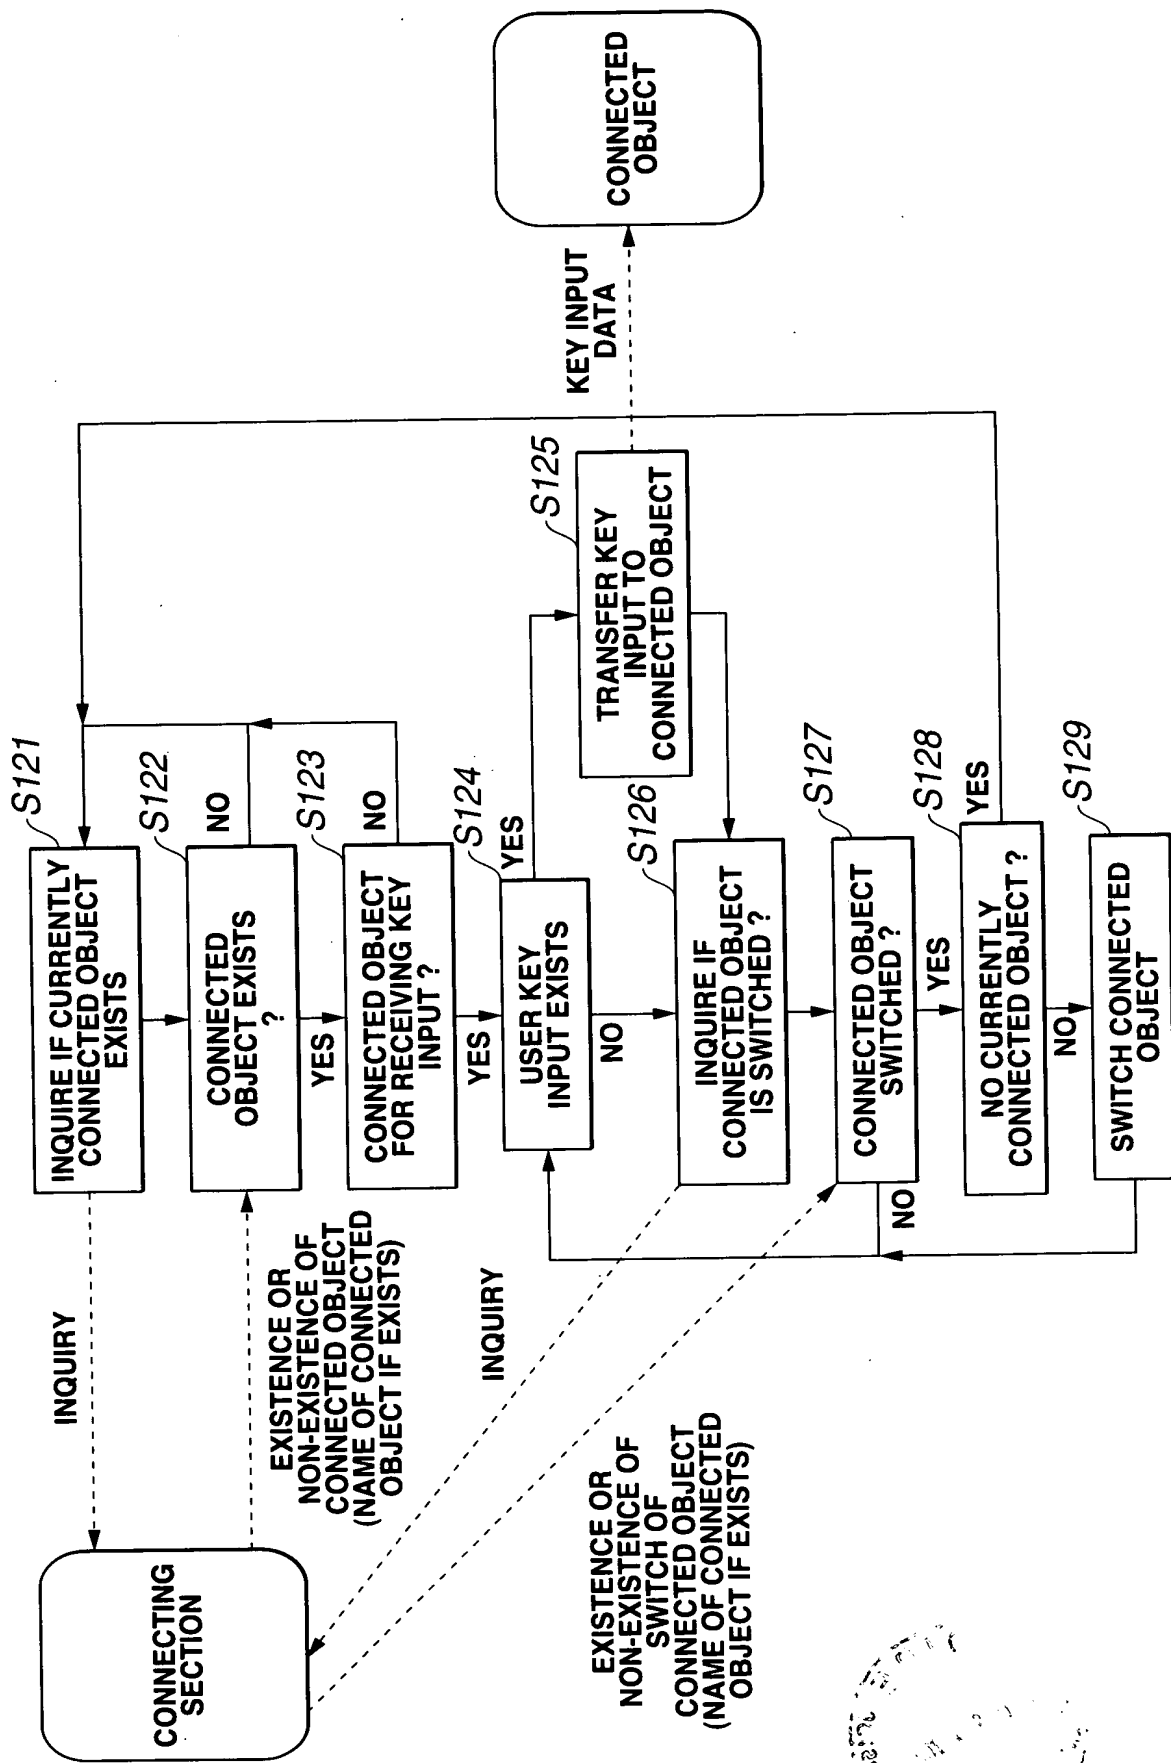 CONNECTING
SECTION
INQUIRY
EXISTENCE OR
NON-EXISTENCE OF
CONNECTED OBJECT
(NAME OF CONNECTED
OBJECT IF EXISTS)
INQUIRY
EXISTENCE OR
NON-EXISTENCE OF
SWITCH OF
CONNECTED OBJECT
(NAME OF CONNECTED
OBJECT IF EXISTS)
S121
INQUIRE IF CURRENTLY
CONNECTED OBJECT
EXISTS
S122
CONNECTED
OBJECT EXISTS
?
NO
YES
S123
CONNECTED OBJECT
FOR RECEIVING KEY
INPUT ?
NO
YES
S124
USER KEY
INPUT EXISTS
YES
NO
S125
TRANSFER KEY
INPUT TO
CONNECTED OBJECT
KEY INPUT
DATA
CONNECTED
OBJECT
S126
INQUIRE IF
CONNECTED OBJECT
IS SWITCHED ?
S127
CONNECTED OBJECT
SWITCHED ?
NO
YES
S128
NO CURRENTLY
CONNECTED OBJECT ?
YES
NO
S129
SWITCH CONNECTED
OBJECT